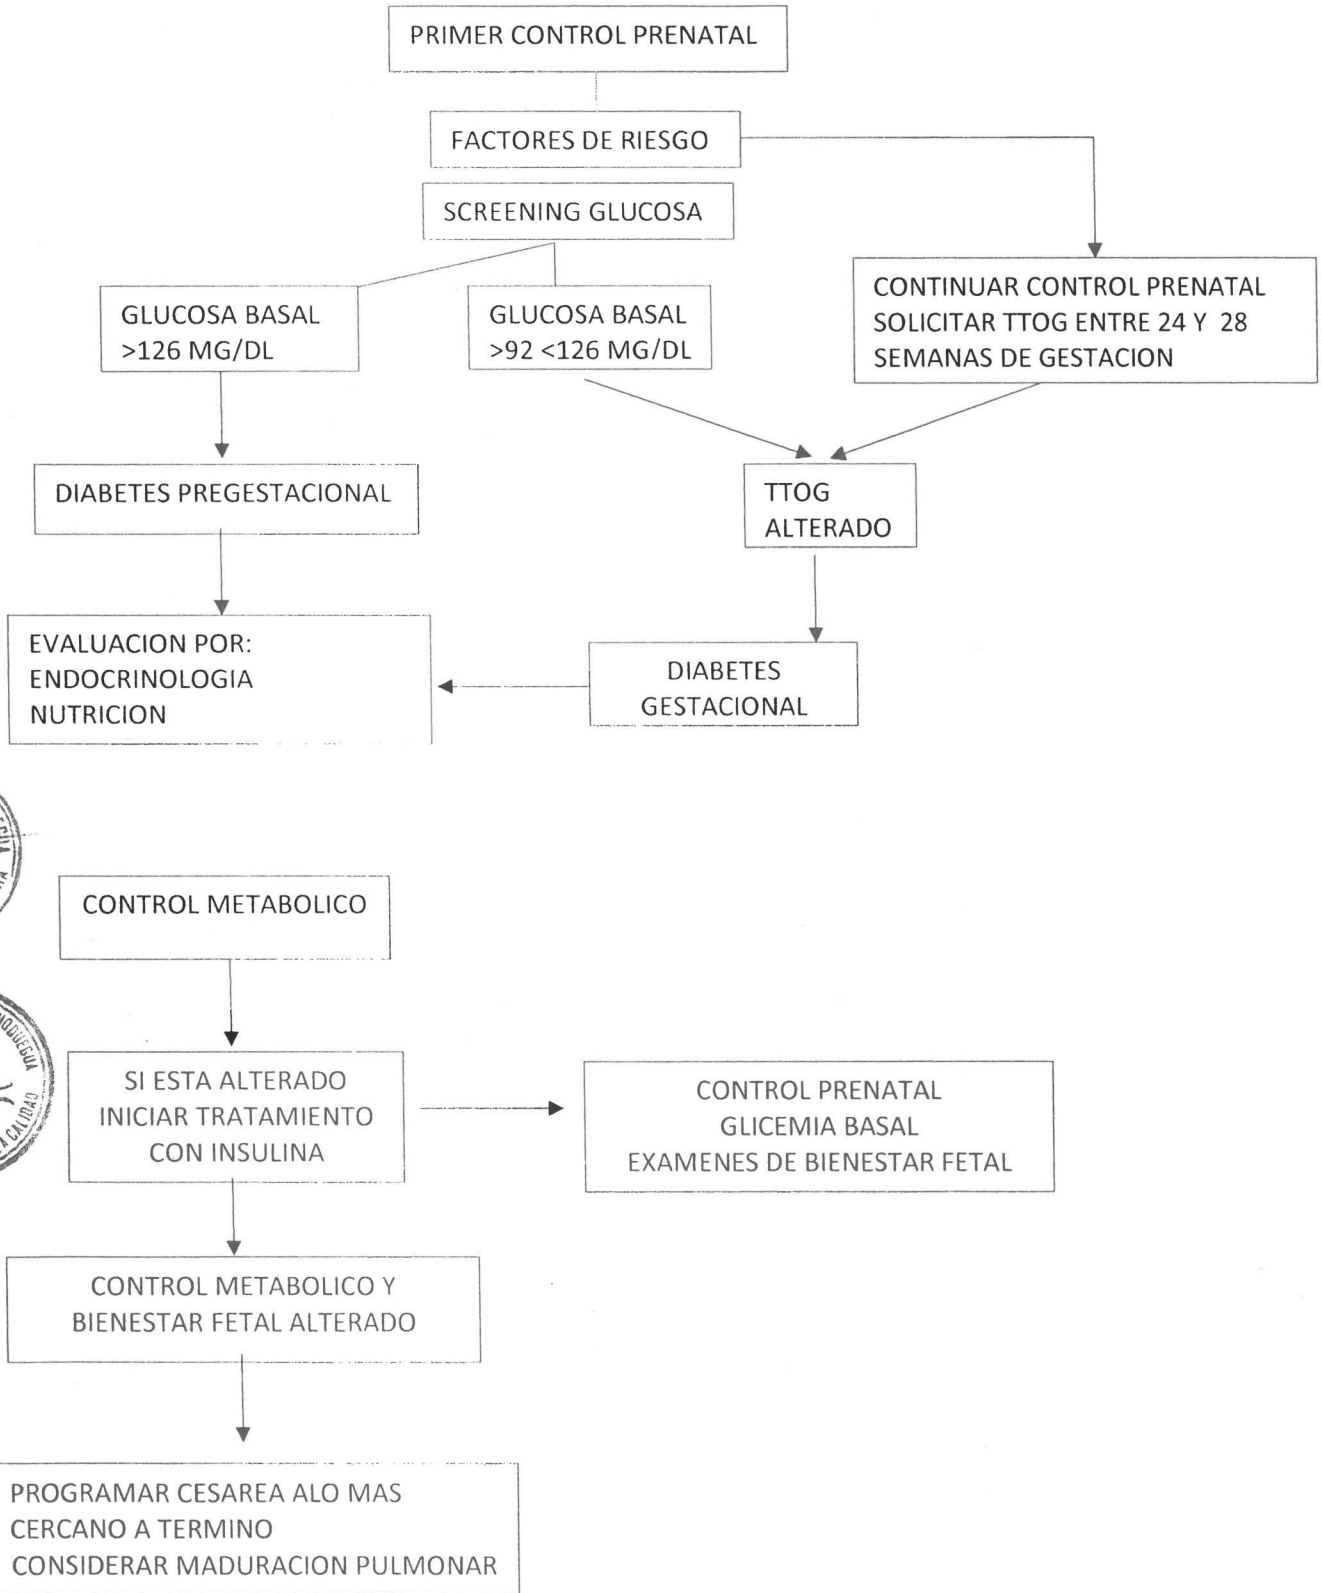 PRIMER CONTROL PRENATAL
FACTORES DE RIESGO
SCREENING GLUCOSA
GLUCOSA BASAL
>126 MG/DL
GLUCOSA BASAL
>92 <126 MG/DL
CONTINUAR CONTROL PRENATAL
SOLICITAR TTOG ENTRE 24 Y 28
SEMANAS DE GESTACION
DIABETES PREGESTACIONAL
TTOG
ALTERADO
EVALUACION POR:
ENDOCRINOLOGIA
NUTRICION
DIABETES
GESTACIONAL
CONTROL METABOLICO
MOQUEGUA
LA CALIDAD
SI ESTA ALTERADO
INICIAR TRATAMIENTO
CON INSULINA
CONTROL PRENATAL
GLICEMIA BASAL
EXAMENES DE BIENESTAR FETAL
CONTROL METABOLICO Y
BIENESTAR FETAL ALTERADO
PROGRAMAR CESAREA ALO MAS
CERCANO A TERMINO
CONSIDERAR MADURACION PULMONAR